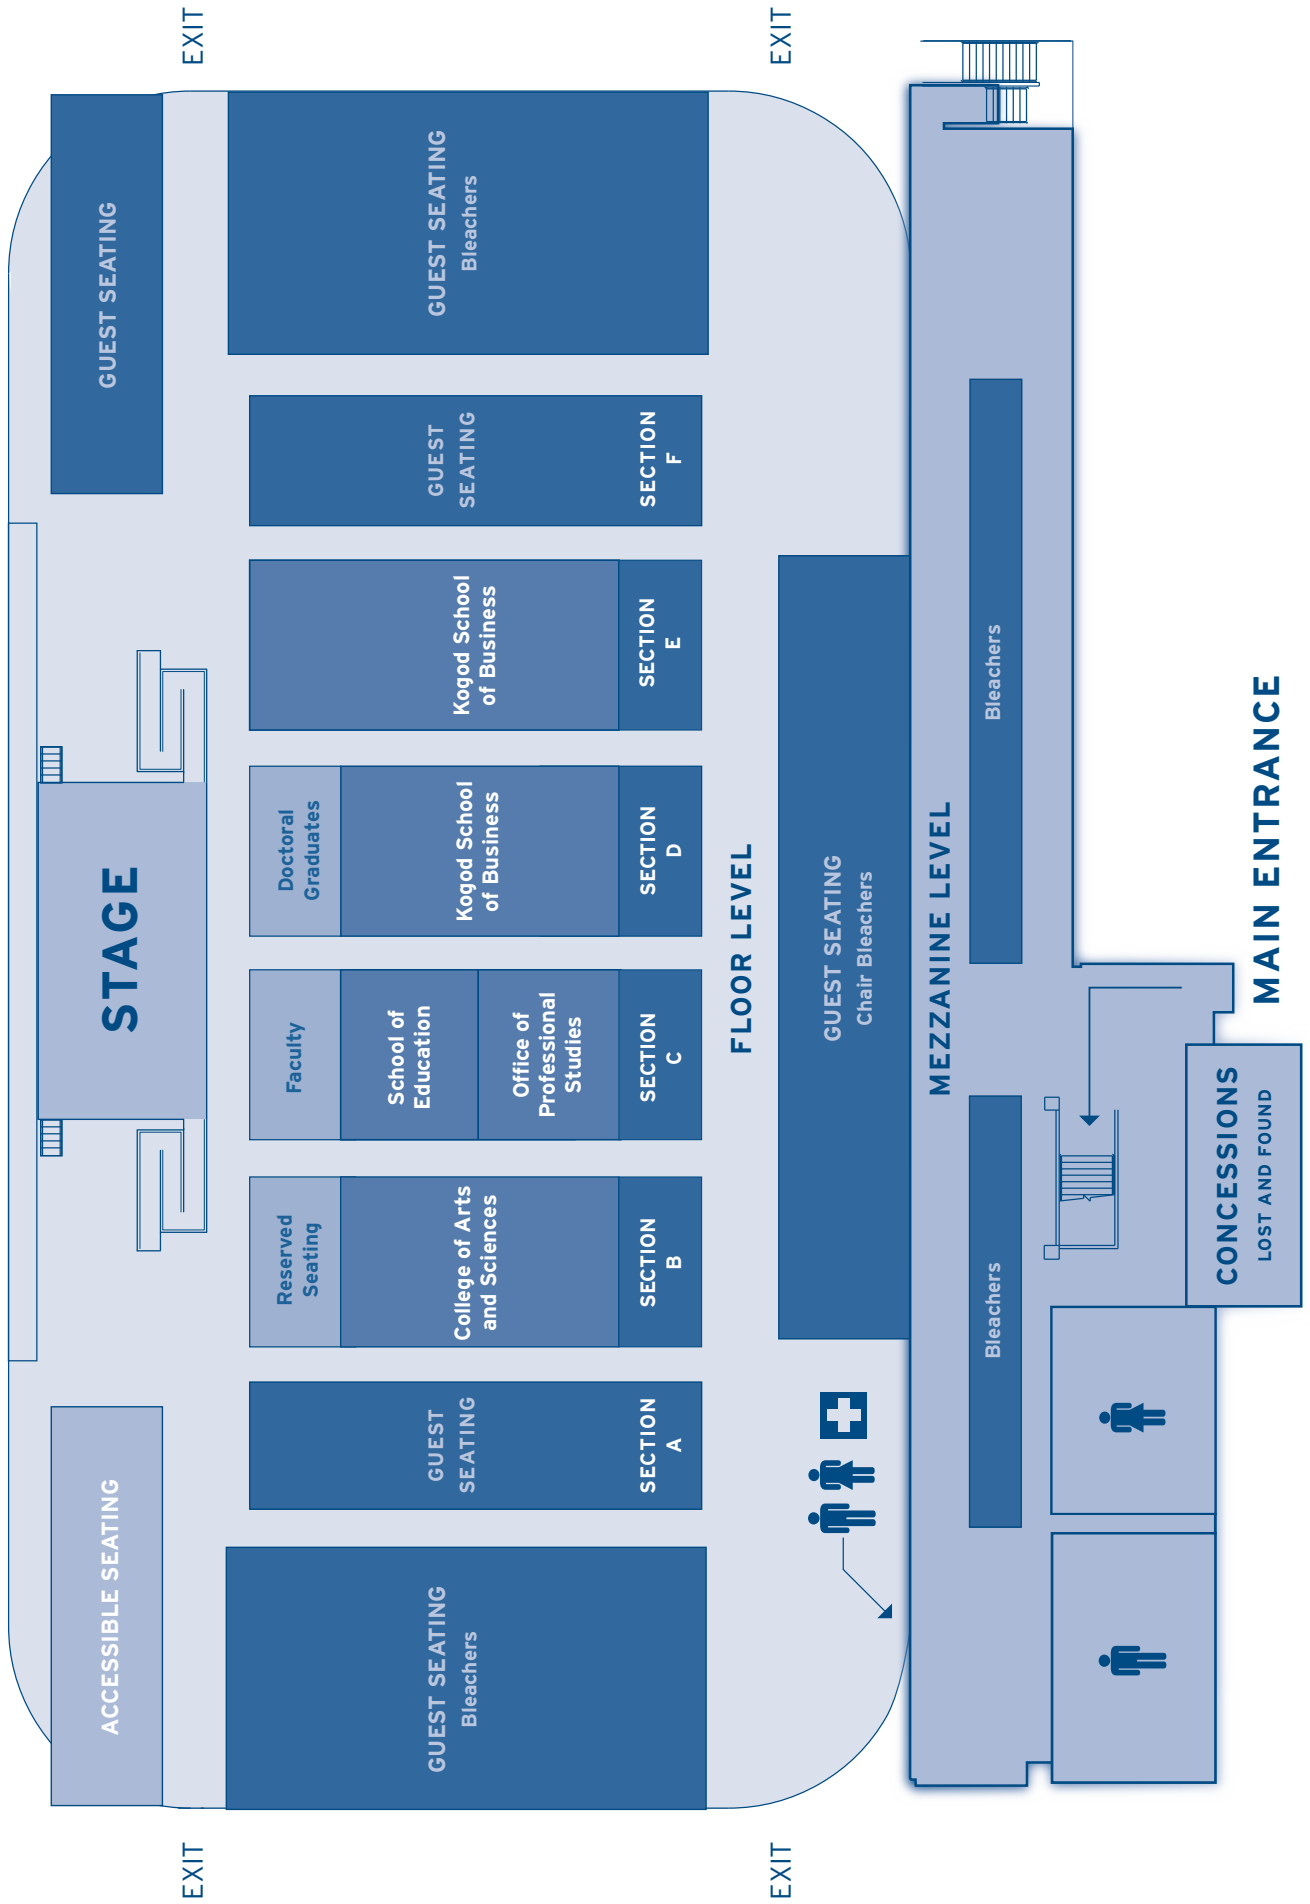 EXIT
EXIT
ACCESSIBLE SEATING
STAGE
GUEST SEATING
GUEST SEATING
Bleachers
GUEST
SEATING
SECTION
A
Reserved
Seating
College of Arts
and Sciences
SECTION
B
Faculty
School of
Education
Office of
Professional
Studies
SECTION
C
Doctoral
Graduates
Kogod School
of Business
SECTION
D
Kogod School
of Business
SECTION
E
GUEST
SEATING
SECTION
F
GUEST SEATING
Bleachers
FLOOR LEVEL
EXIT
EXIT
GUEST SEATING
Chair Bleachers
MEZZANINE LEVEL
Bleachers
Bleachers
CONCESSIONS
LOST AND FOUND
MAIN ENTRANCE